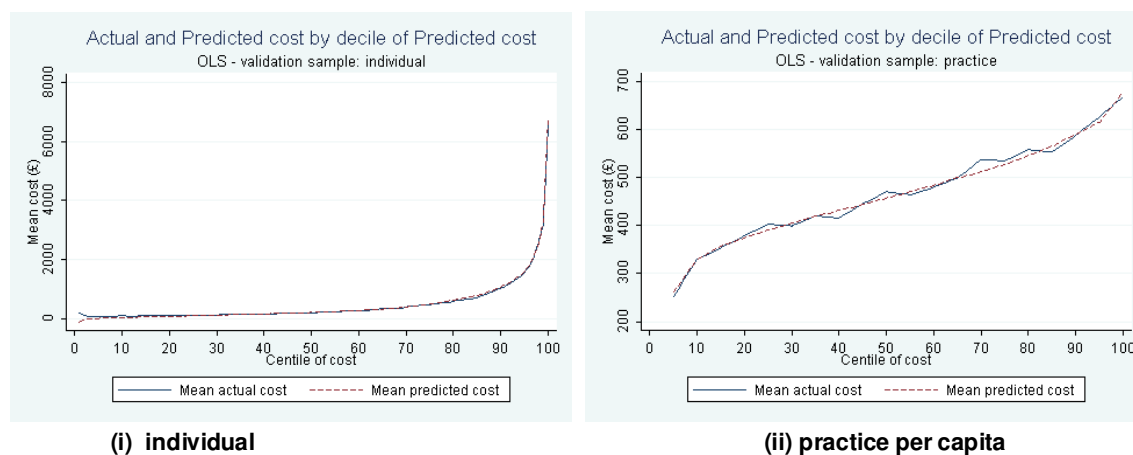 Actual and Predicted cost by decile of Predicted cost
OLS - validation sample: individual
Mean cost (£)
8000
6000
4000
2000
0
0 10 20 30 40 50 60 70 80 90 100
Centile of cost
Mean actual cost Mean predicted cost
(i) individual
Actual and Predicted cost by decile of Predicted cost
OLS - validation sample: practice
Mean cost (£)
700
600
500
400
300
200
0 10 20 30 40 50 60 70 80 90 100
Centile of cost
Mean actual cost Mean predicted cost
(ii) practice per capita